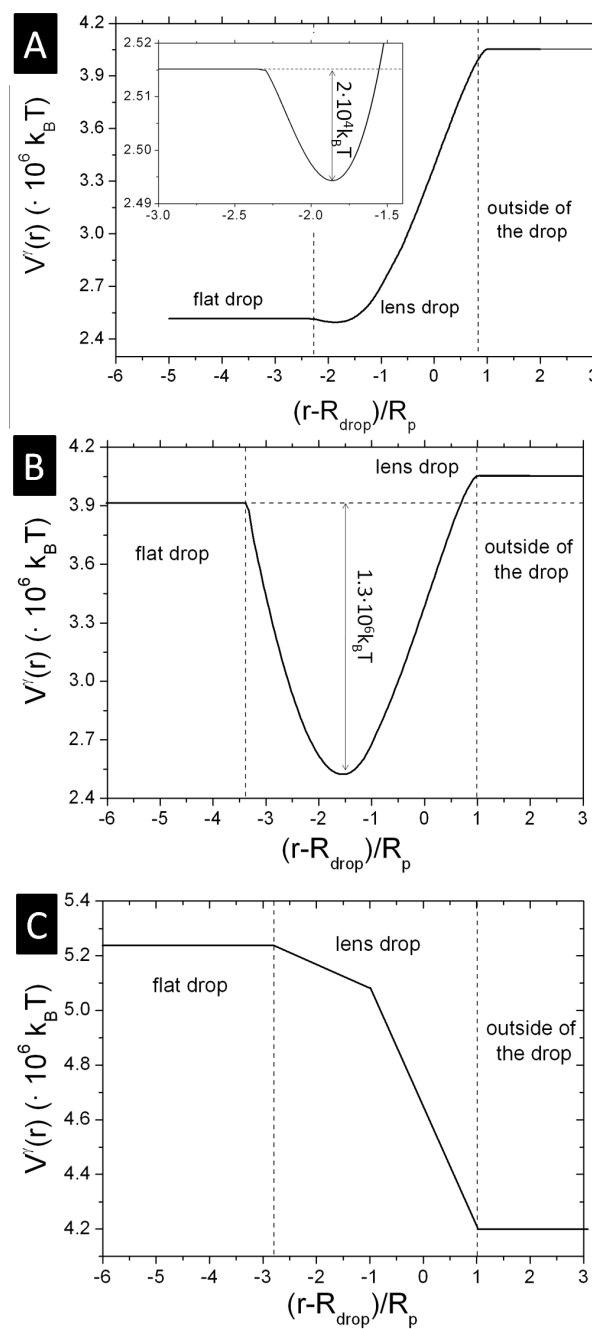 A
4.2
3.9
3.6
3.3
3.0
2.7
2.4
V^γ(r) (· 10^6 k_BT)
2.52
2.51
2.50
2.49
-3.0 -2.5 -2.0 -1.5
2·10^4k_BT
flat drop
lens drop
outside of
the drop
-6 -5 -4 -3 -2 -1 0 1 2 3
(r-R_drop)/R_p
B
4.2
3.9
3.6
3.3
3.0
2.7
2.4
V^γ(r) (· 10^6 k_BT)
lens drop
flat drop
outside of
the drop
1.3·10^6k_BT
-6 -5 -4 -3 -2 -1 0 1 2 3
(r-R_drop)/R_p
C
5.4
5.2
5.0
4.8
4.6
4.4
4.2
V^γ(r) (· 10^6 k_BT)
lens drop
flat drop
outside of
the drop
-6 -5 -4 -3 -2 -1 0 1 2 3
(r-R_drop)/R_p